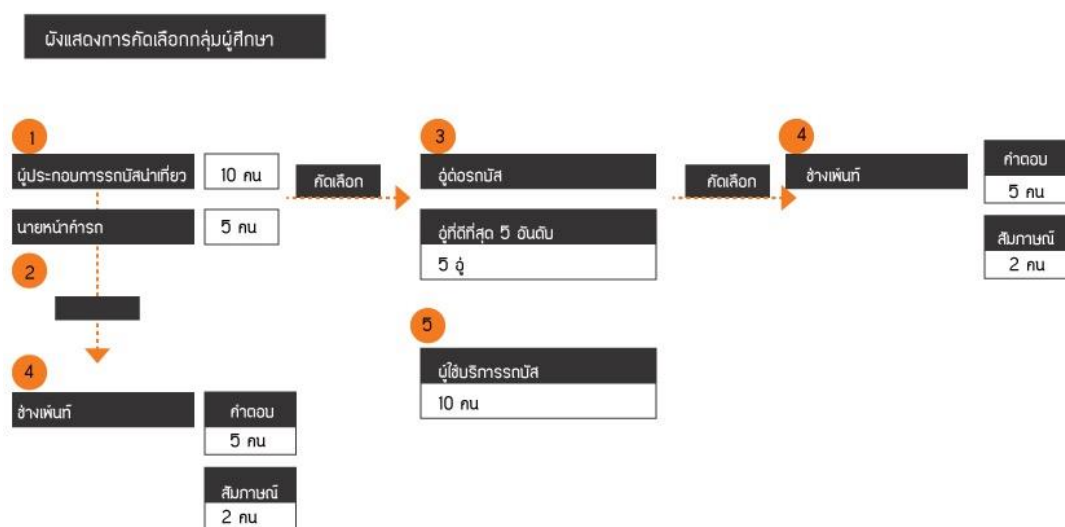 ผังแสดงการคัดเลือกกลุ่มผู้ศึกษา
1
ผู้ประกอบการรถบัสนำเที่ยว
10 คน
นายหน้าค้ารถ
5 คน
คัดเลือก
3
อู่ต่อรถบัส
อู่ที่ดีที่สุด 5 อันดับ
5 อู่
คัดเลือก
4
ช่างเพ้นท์
คำตอบ
5 คน
สัมภาษณ์
2 คน
2
4
ช่างเพ้นท์
คำตอบ
5 คน
สัมภาษณ์
2 คน
5
ผู้ใช้บริการรถบัส
10 คน